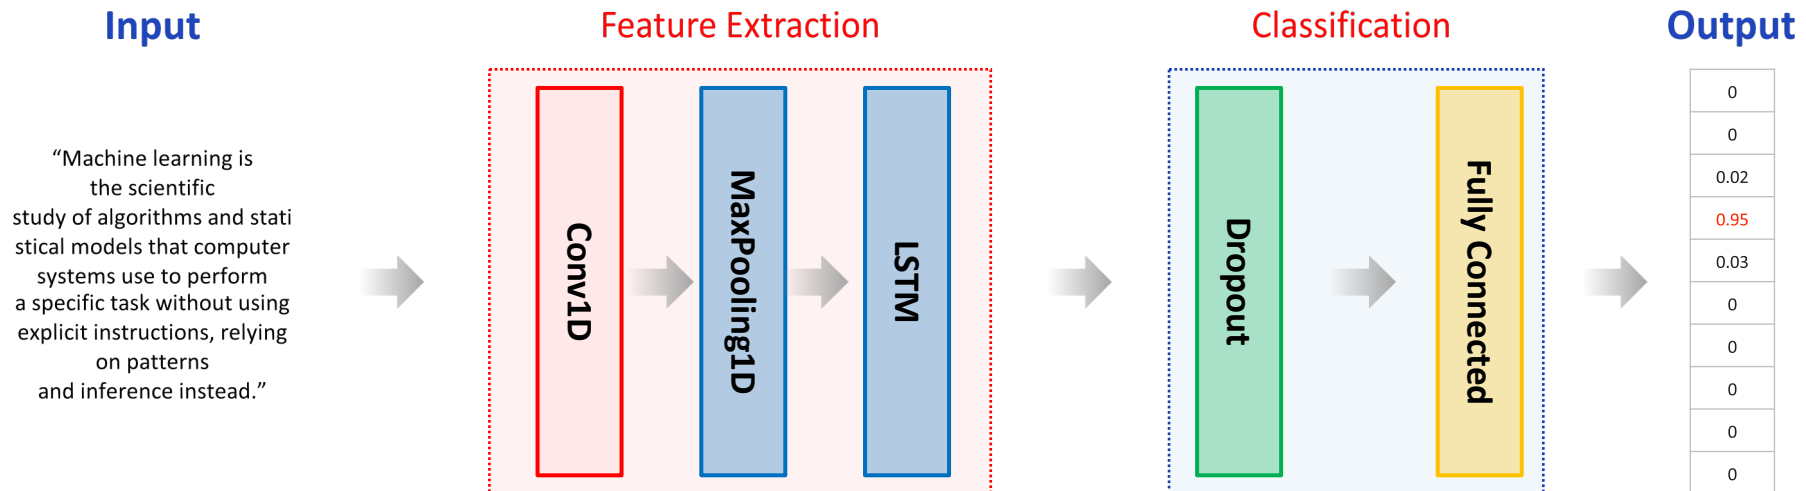 Input
Feature Extraction
Classification
Output
“Machine learning is
the scientific
study of algorithms and stati
stical models that computer
systems use to perform
a specific task without using
explicit instructions, relying
on patterns
and inference instead.”
Conv1D
MaxPooling1D
LSTM
Dropout
Fully Connected
0
0
0.02
0.95
0.03
0
0
0
0
0